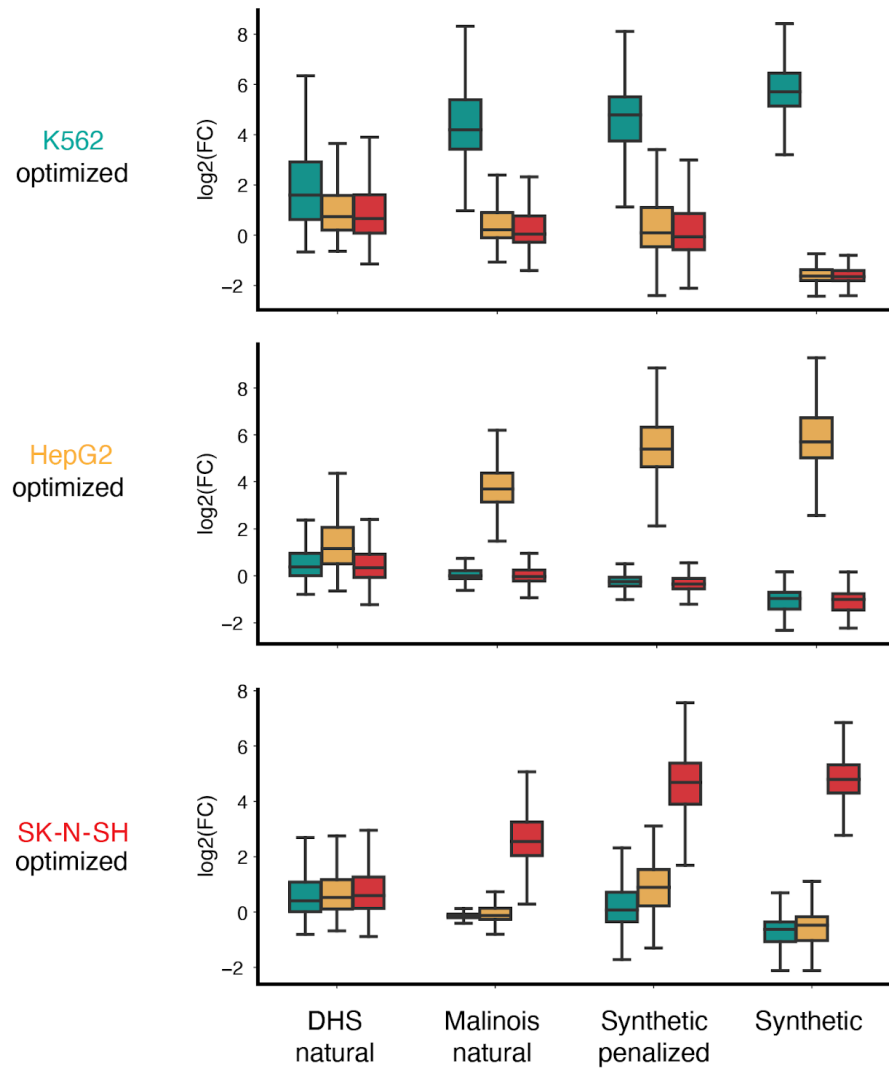 8
6
4
2
0
−2
log2(FC)
K562
optimized
8
6
4
2
0
−2
log2(FC)
HepG2
optimized
8
6
4
2
0
−2
log2(FC)
SK-N-SH
optimized
DHS
natural
Malinois
natural
Synthetic
penalized
Synthetic